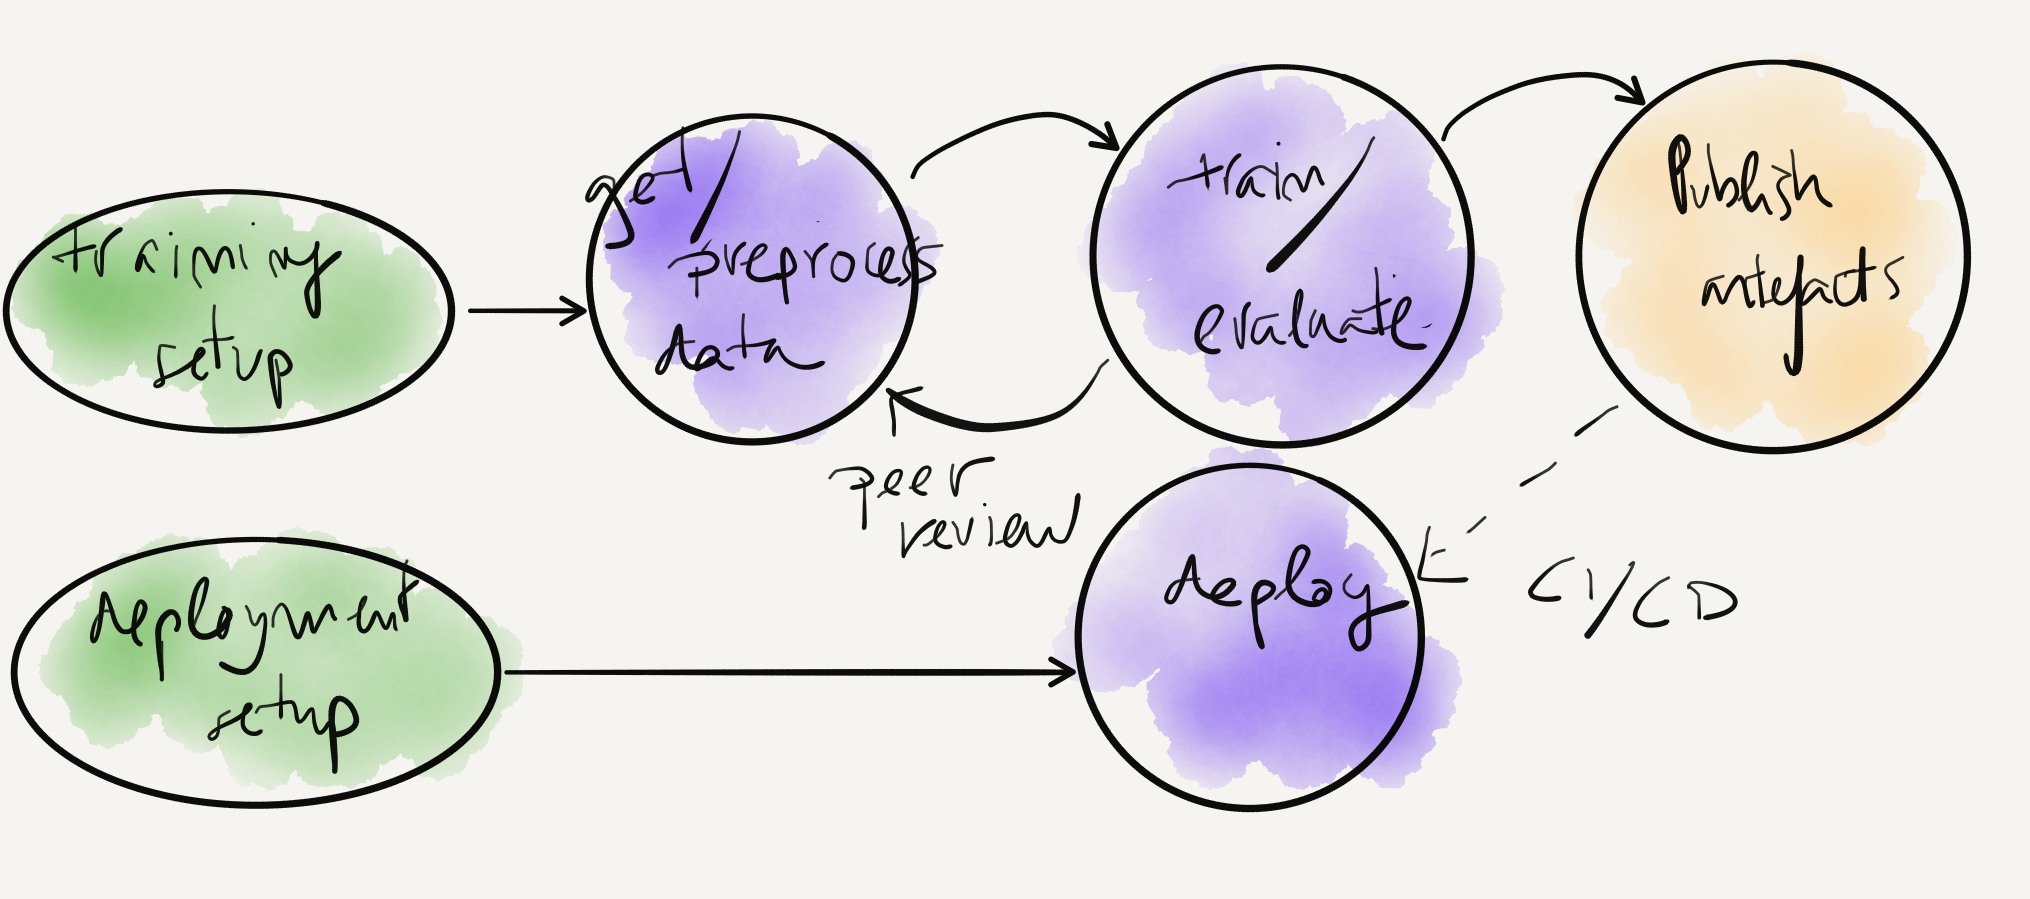 training
setup
get/
preprocess
data
train/
evaluate
Publish
artefacts
peer
review
deployment
setup
deploy
CI/CD